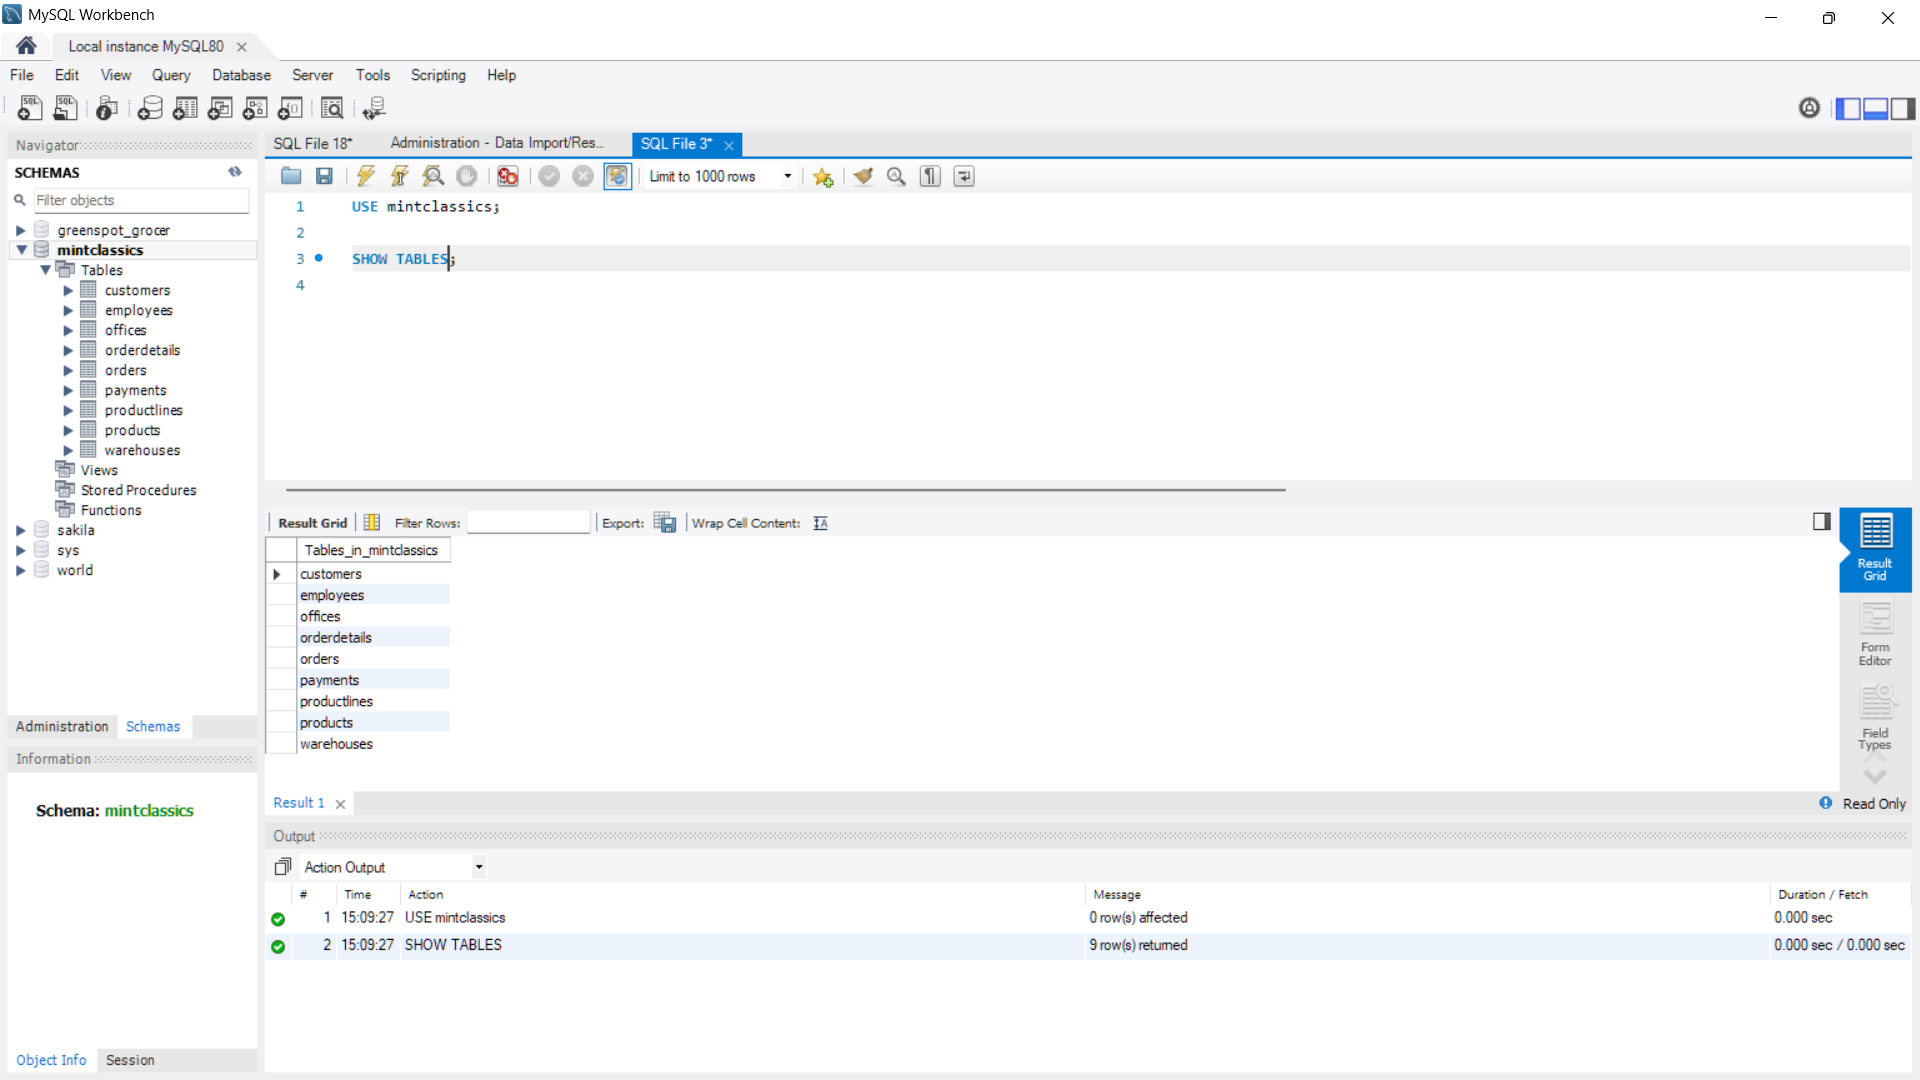 MySQL Workbench
Local instance MySQL80
File Edit View Query Database Server Tools Scripting Help
Navigator
SCHEMAS
Filter objects
greenspot_grocer
mintclassics
Tables
customers
employees
offices
orderdetails
orders
payments
productlines
products
warehouses
Views
Stored Procedures
Functions
sakila
sys
world
Administration Schemas
Information
Schema: mintclassics
Object Info Session
SQL File 18* Administration - Data Import/Res... SQL File 3*
Limit to 1000 rows
1 USE mintclassics;
2
3 SHOW TABLES;
4
Result Grid Filter Rows: Export: Wrap Cell Content:
Tables_in_mintclassics
customers
employees
offices
orderdetails
orders
payments
productlines
products
warehouses
Result
Grid
Form
Editor
Field
Types
Result 1 Read Only
Output
Action Output
# Time Action Message Duration / Fetch
1 15:09:27 USE mintclassics 0 row(s) affected 0.000 sec
2 15:09:27 SHOW TABLES 9 row(s) returned 0.000 sec / 0.000 sec